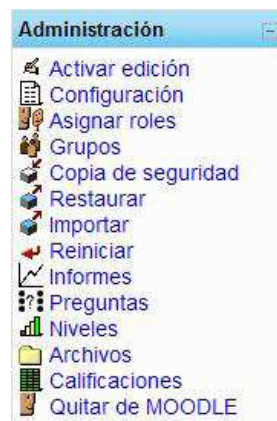 Administración
Activar edición
Configuración
Asignar roles
Grupos
Copia de seguridad
Restaurar
Importar
Reiniciar
Informes
Preguntas
Niveles
Archivos
Calificaciones
Quitar de MOODLE